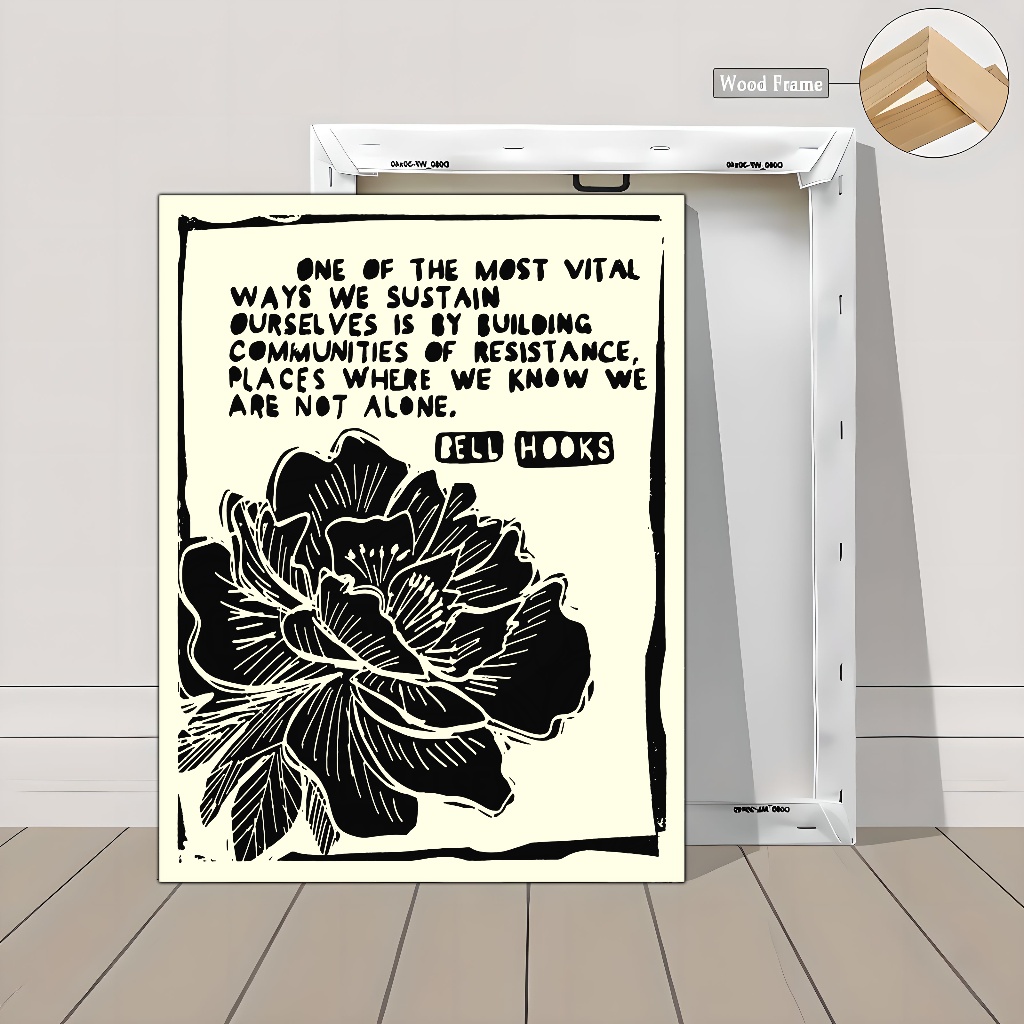 Wood Frame
ONE OF THE MOST VITAL
WAYS WE SUSTAIN
OURSELVES IS BY BUILDING
COMMUNITIES OF RESISTANCE,
PLACES WHERE WE KNOW WE
ARE NOT ALONE.
BELL HOOKS